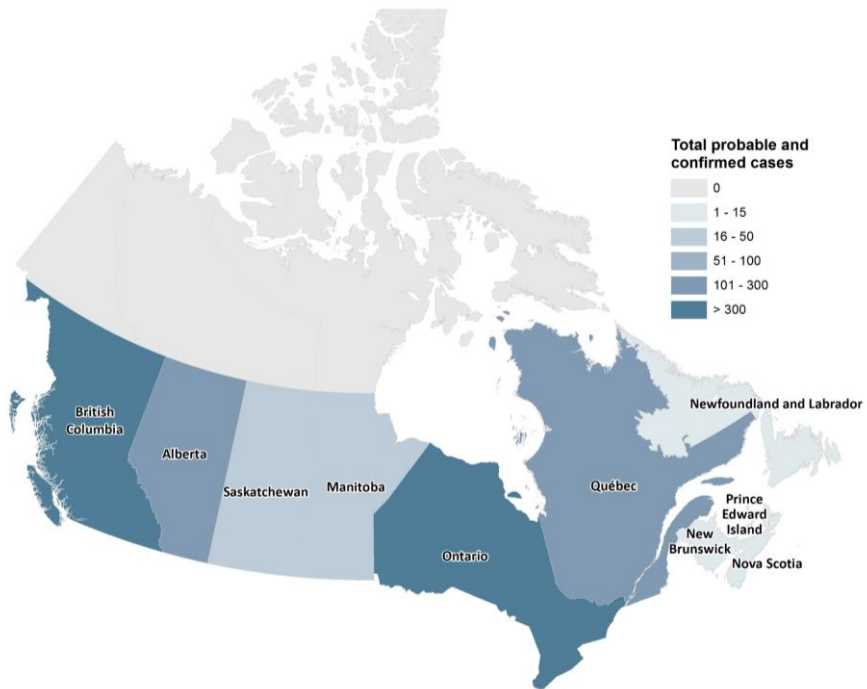 Total probable and
confirmed cases
0
1 - 15
16 - 50
51 - 100
101 - 300
> 300
British
Columbia
Alberta
Saskatchewan
Manitoba
Ontario
Québec
Newfoundland and Labrador
Prince
Edward
Island
New
Brunswick
Nova Scotia